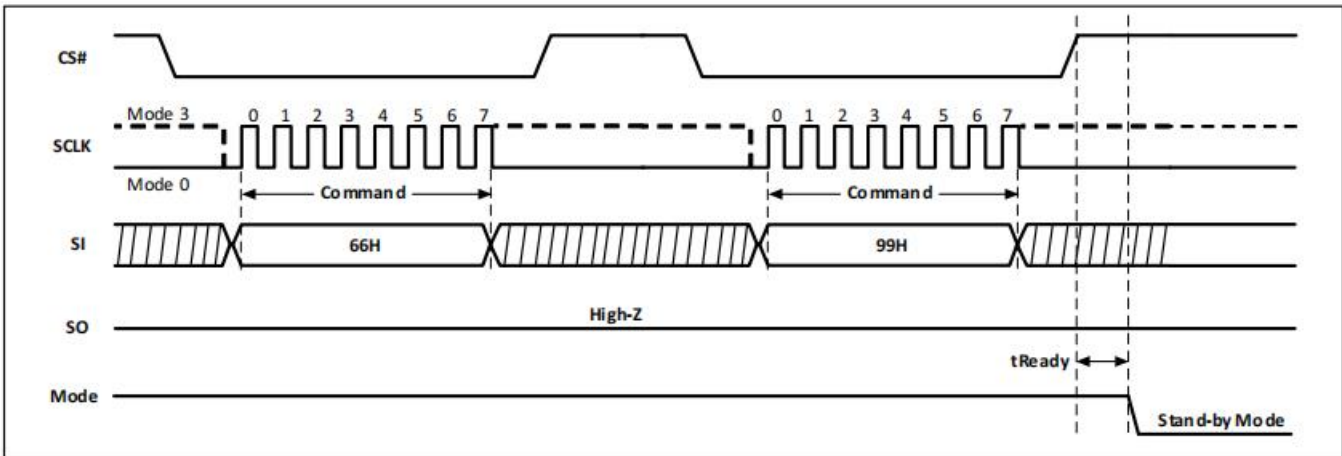 CS#
Mode 3
0 1 2 3 4 5 6 7
0 1 2 3 4 5 6 7
SCLK
Mode 0
Command
Command
SI
66H
99H
High-Z
SO
tReady
Mode
Stand-by Mode